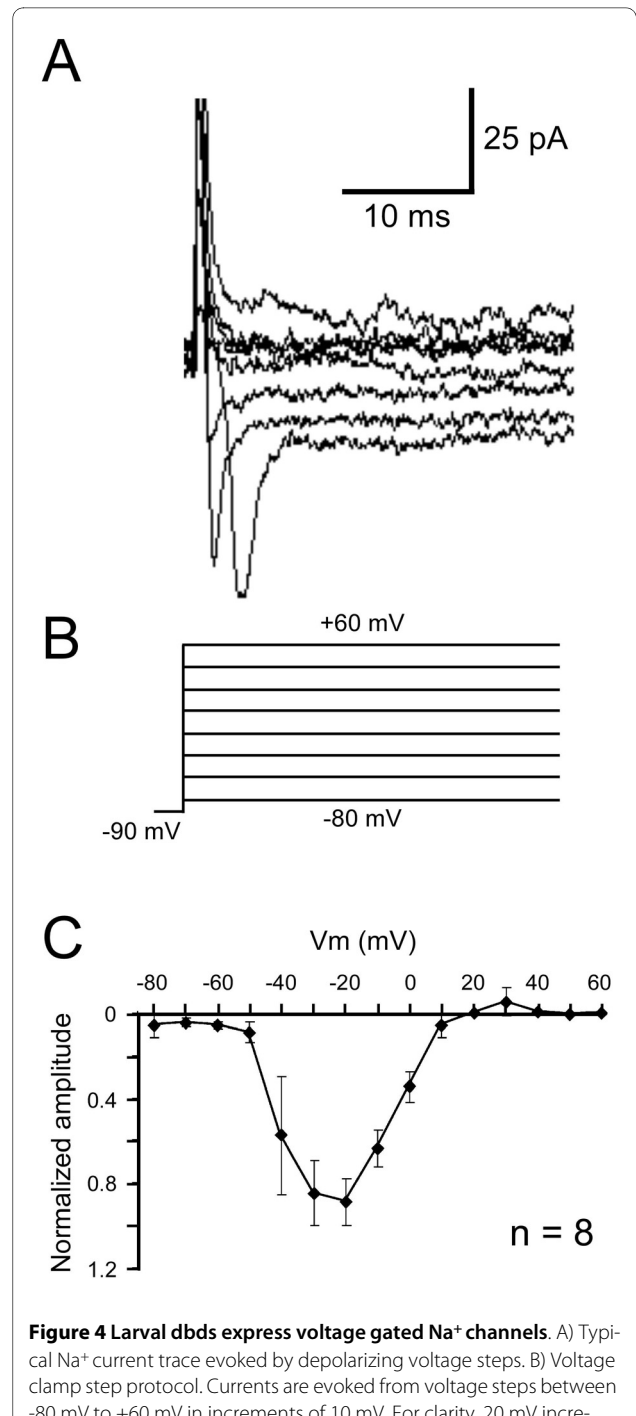 A
25 pA
10 ms
B
+60 mV
-90 mV
-80 mV
C
Vm (mV)
-80 -60 -40 -20 0 20 40 60
0
0.4
0.8
1.2
Normalized amplitude
n = 8
Figure 4 Larval dbds express voltage gated Na⁺ channels. A) Typi-
cal Na⁺ current trace evoked by depolarizing voltage steps. B) Voltage
clamp step protocol. Currents are evoked from voltage steps between
-80 mV to +60 mV in increments of 10 mV. For clarity, 20 mV incre-